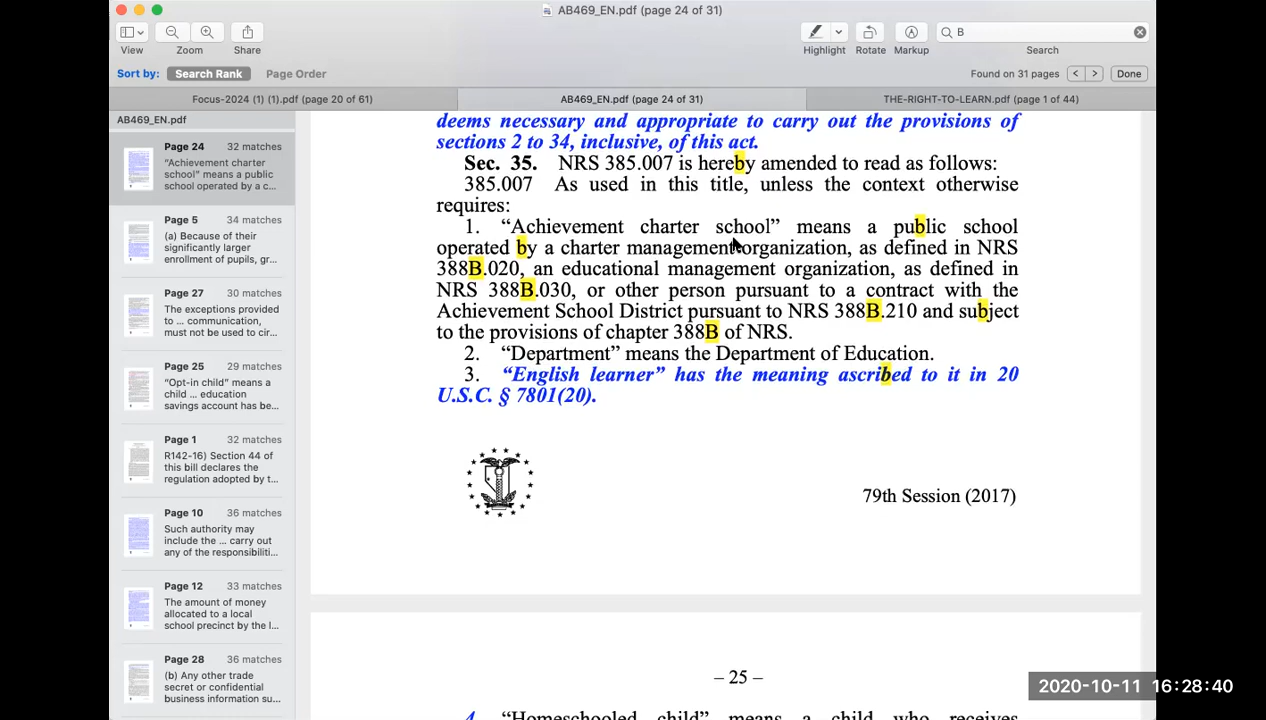 AB469_EN.pdf (page 24 of 31)
View
Zoom
Share
Highlight
Rotate
Markup
B
Search
Sort by:
Search Rank
Page Order
Found on 31 pages
<
>
Done
Focus-2024 (1) (1).pdf (page 20 of 61)
AB469_EN.pdf (page 24 of 31)
THE-RIGHT-TO-LEARN.pdf (page 1 of 44)
AB469_EN.pdf
Page 24 32 matches
“Achievement charter
school” means a public
school operated by a c...
Page 5 34 matches
(a) Because of their
significantly larger
enrollment of pupils, gr...
Page 27 30 matches
The exceptions provided
to ... communication,
must not be used to cir...
Page 25 29 matches
“Opt-in child” means a
child ... education
savings account has be...
Page 1 32 matches
R142-16) Section 44 of
this bill declares the
regulation adopted by t...
Page 10 36 matches
Such authority may
include the ... carry out
any of the responsibiliti...
Page 12 33 matches
The amount of money
allocated to a local
school precinct by the l...
Page 28 36 matches
(b) Any other trade
secret or confidential
business information su...
deems necessary and appropriate to carry out the provisions of
sections 2 to 34, inclusive, of this act.
Sec. 35. NRS 385.007 is hereby amended to read as follows:
385.007 As used in this title, unless the context otherwise
requires:
1. “Achievement charter school” means a public school
operated by a charter management organization, as defined in NRS
388B.020, an educational management organization, as defined in
NRS 388B.030, or other person pursuant to a contract with the
Achievement School District pursuant to NRS 388B.210 and subject
to the provisions of chapter 388B of NRS.
2. “Department” means the Department of Education.
3. “English learner” has the meaning ascribed to it in 20
U.S.C. § 7801(20).
79th Session (2017)
– 25 –
4. “Homeschooled child” means a child who receives
2020-10-11 16:28:40